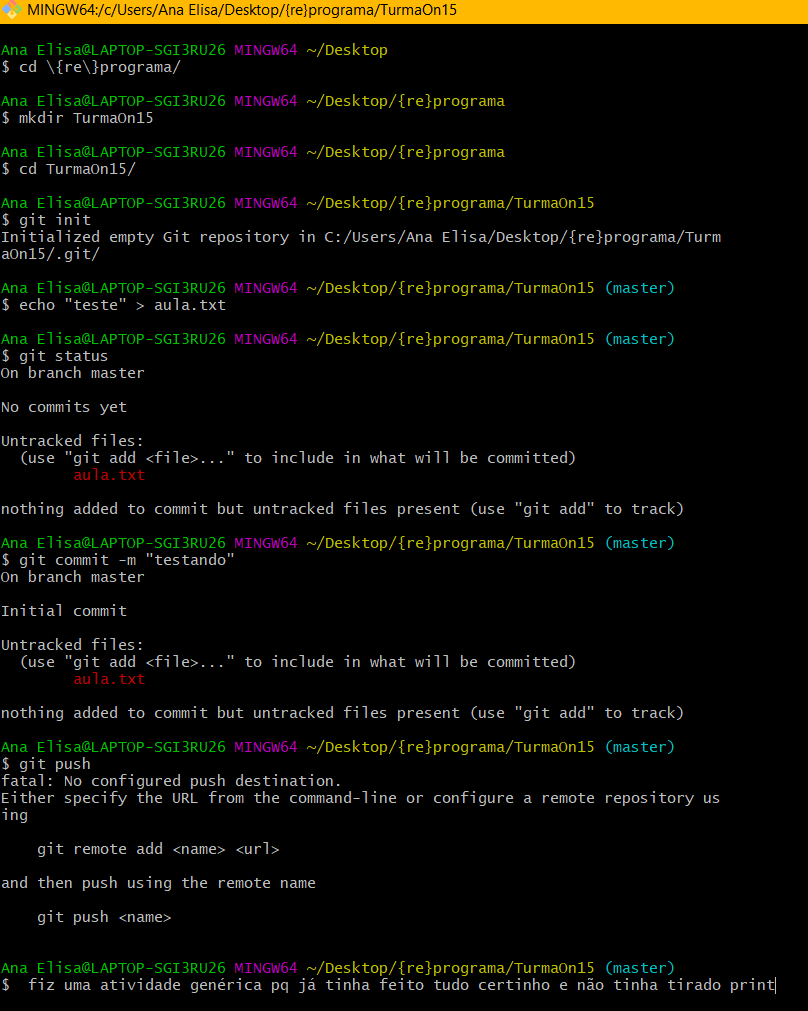 MINGW64:/c/Users/Ana Elisa/Desktop/{re}programa/TurmaOn15
Ana Elisa@LAPTOP-SGI3RU26 MINGW64 ~/Desktop
$ cd \{re\}programa/
Ana Elisa@LAPTOP-SGI3RU26 MINGW64 ~/Desktop/{re}programa
$ mkdir TurmaOn15
Ana Elisa@LAPTOP-SGI3RU26 MINGW64 ~/Desktop/{re}programa
$ cd TurmaOn15/
Ana Elisa@LAPTOP-SGI3RU26 MINGW64 ~/Desktop/{re}programa/TurmaOn15
$ git init
Initialized empty Git repository in C:/Users/Ana Elisa/Desktop/{re}programa/Turm
aOn15/.git/
Ana Elisa@LAPTOP-SGI3RU26 MINGW64 ~/Desktop/{re}programa/TurmaOn15 (master)
$ echo "teste" > aula.txt
Ana Elisa@LAPTOP-SGI3RU26 MINGW64 ~/Desktop/{re}programa/TurmaOn15 (master)
$ git status
On branch master
No commits yet
Untracked files:
(use "git add <file>..." to include in what will be committed)
aula.txt
nothing added to commit but untracked files present (use "git add" to track)
Ana Elisa@LAPTOP-SGI3RU26 MINGW64 ~/Desktop/{re}programa/TurmaOn15 (master)
$ git commit -m "testando"
On branch master
Initial commit
Untracked files:
(use "git add <file>..." to include in what will be committed)
aula.txt
nothing added to commit but untracked files present (use "git add" to track)
Ana Elisa@LAPTOP-SGI3RU26 MINGW64 ~/Desktop/{re}programa/TurmaOn15 (master)
$ git push
fatal: No configured push destination.
Either specify the URL from the command-line or configure a remote repository us
ing
git remote add <name> <url>
and then push using the remote name
git push <name>
Ana Elisa@LAPTOP-SGI3RU26 MINGW64 ~/Desktop/{re}programa/TurmaOn15 (master)
$ fiz uma atividade genérica pq já tinha feito tudo certinho e não tinha tirado print